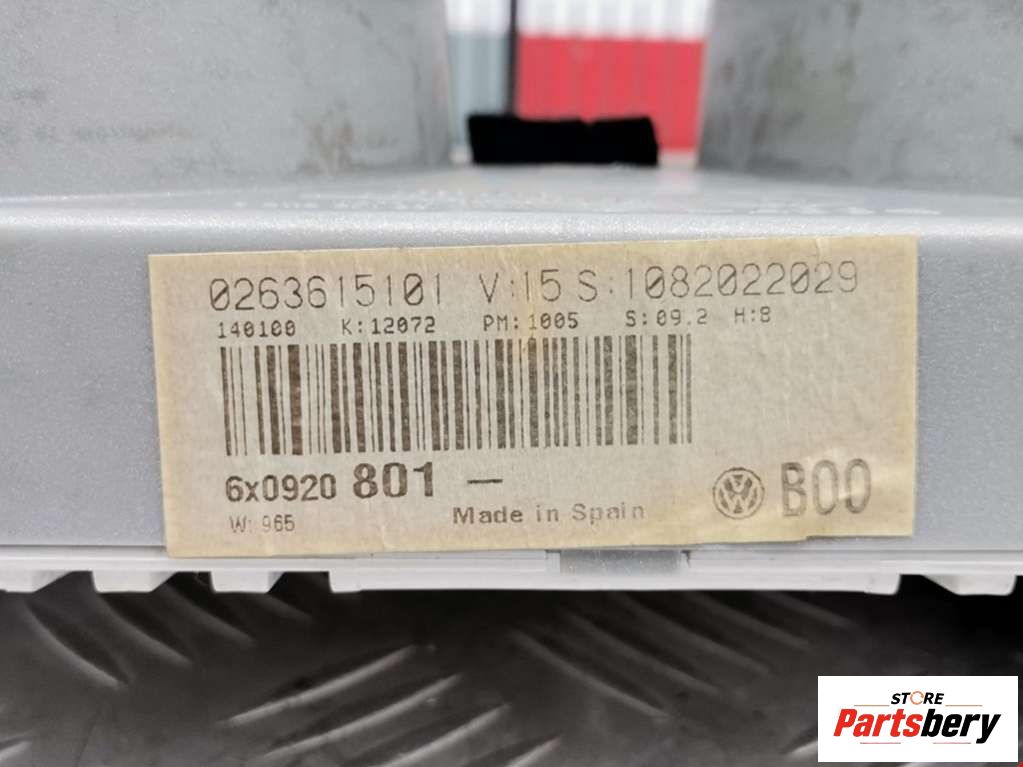 0263615101 V:15 S:1082022029
140100 K:12072 PM:1005 S:09.2 H:8
6X0920 801 –
Made in Spain
W: 965
B00
STORE
Partsbery